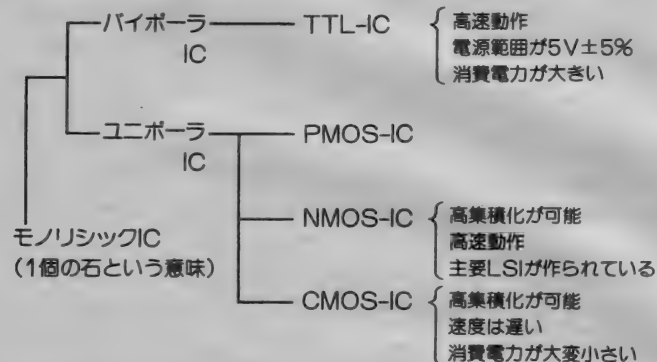 バイポーラ
IC
TTL-IC
高速動作
電源範囲が5V±5%
消費電力が大きい
ユニポーラ
IC
PMOS-IC
NMOS-IC
高集積化が可能
高速動作
主要LSIが作られている
モノリシックIC
(1個の石という意味)
CMOS-IC
高集積化が可能
速度は遅い
消費電力が大変小さい